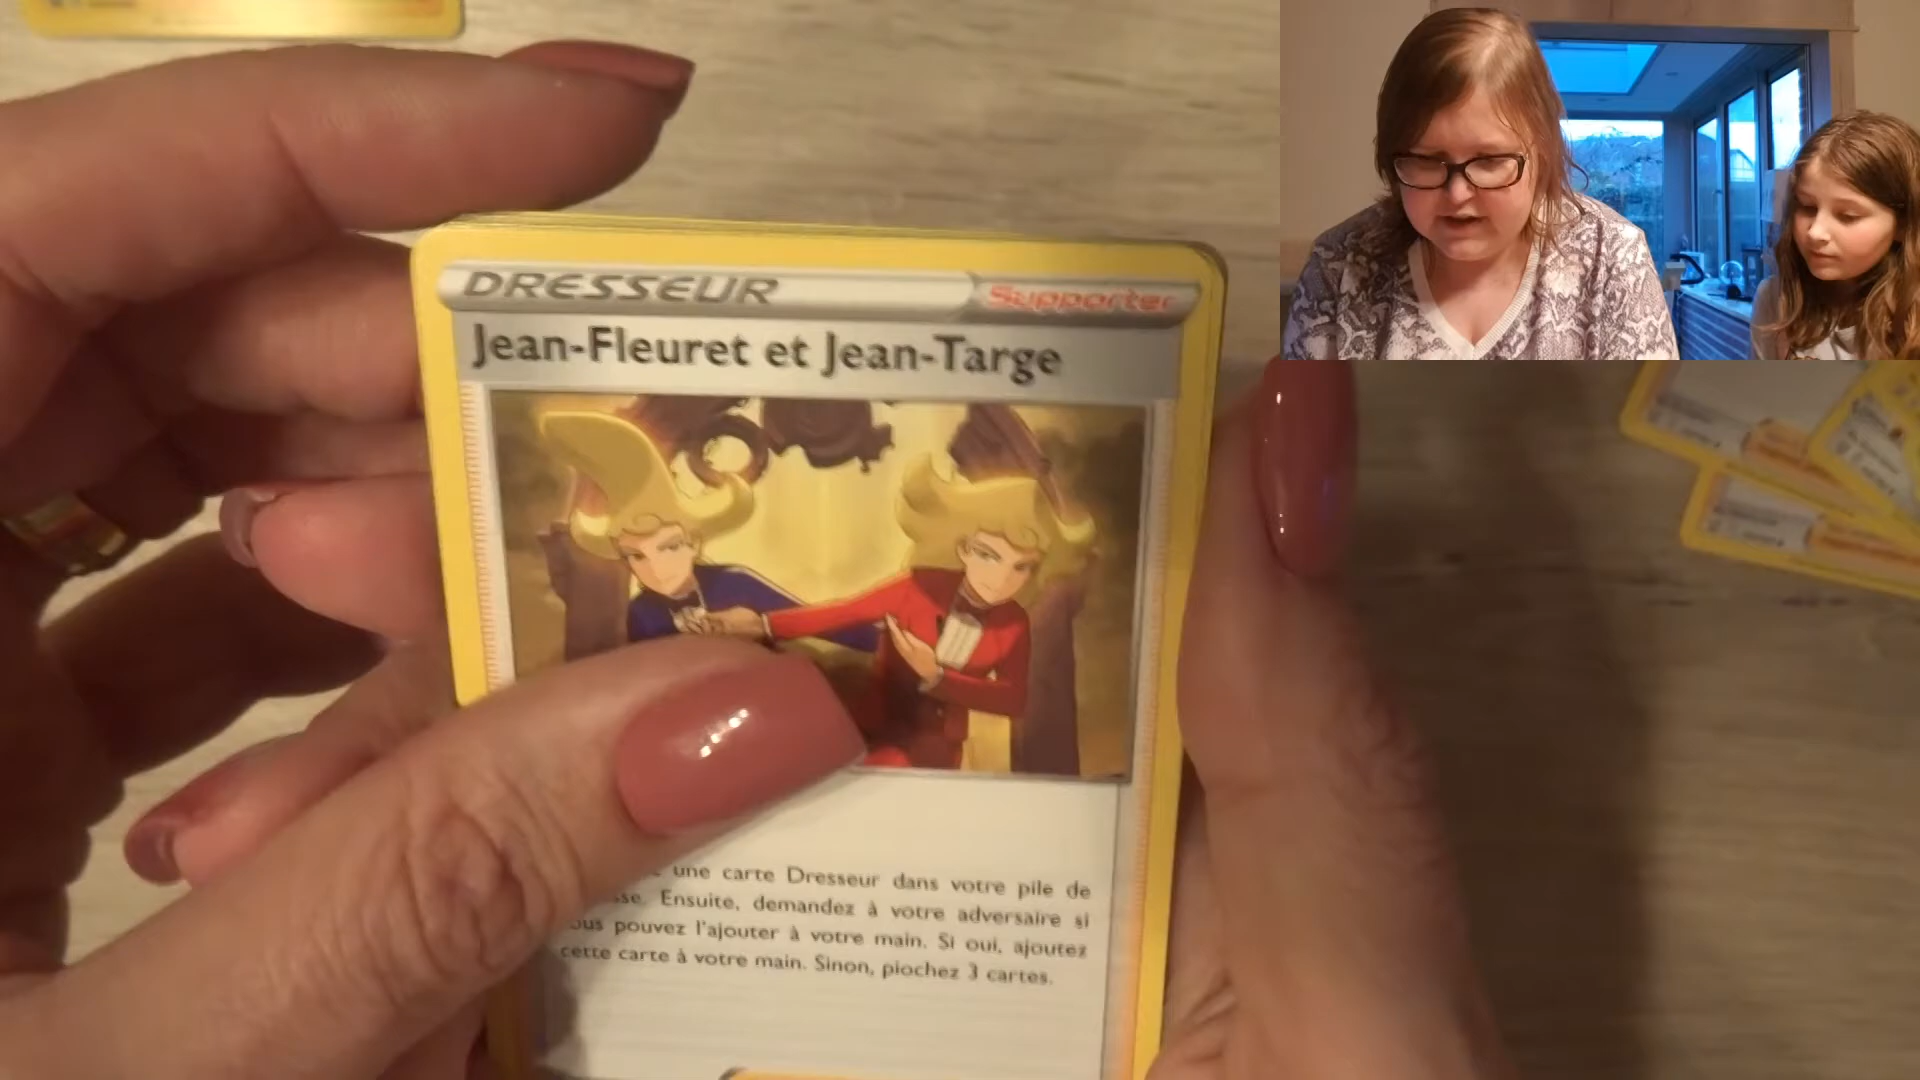 DRESSEUR
Supporter
Jean-Fleuret et Jean-Targe
une carte Dresseur dans votre pile de
Ensuite, demandez à votre adversaire si
pouvez l'ajouter à votre main. Si oui, ajoutez
cette carte à votre main. Sinon, piochez 3 cartes.